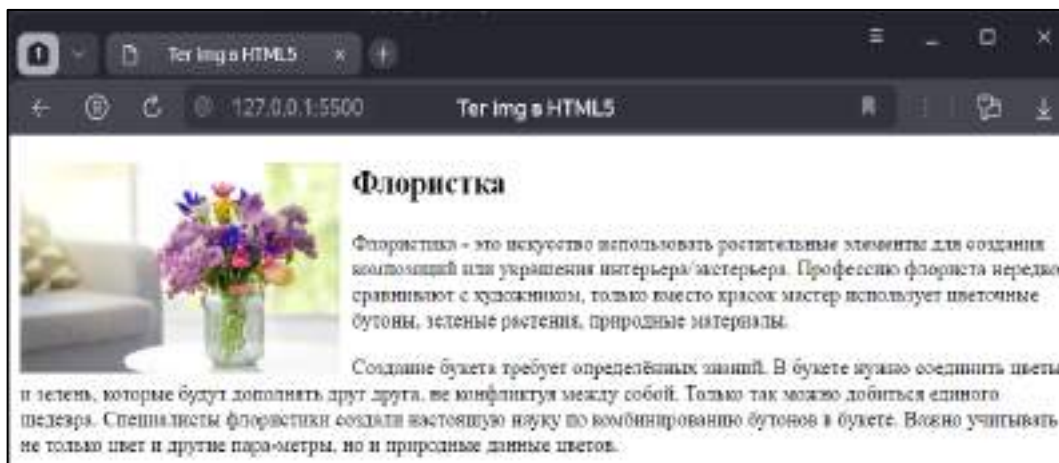 Тег img в HTML5
127.0.0.1:5500 Тег img в HTML5
Флористка
Флористика - это искусство использовать растительные элементы для создания
композиций или украшения интерьера/экстерьера. Профессию флориста нередко
сравнивают с художником, только вместо красок мастер использует цветочные
бутоны, зеленые растения, природные материалы.
Создание букета требует определённых знаний. В букете нужно соединить цветы
и зелень, которые будут дополнять друг друга, не конфликтуя между собой. Только так можно добиться единого
шедевра. Специалисты флористики создали настоящую науку по комбинированию бутонов в букете. Важно учитывать
не только цвет и другие пара-метры, но и природные данные цветов.